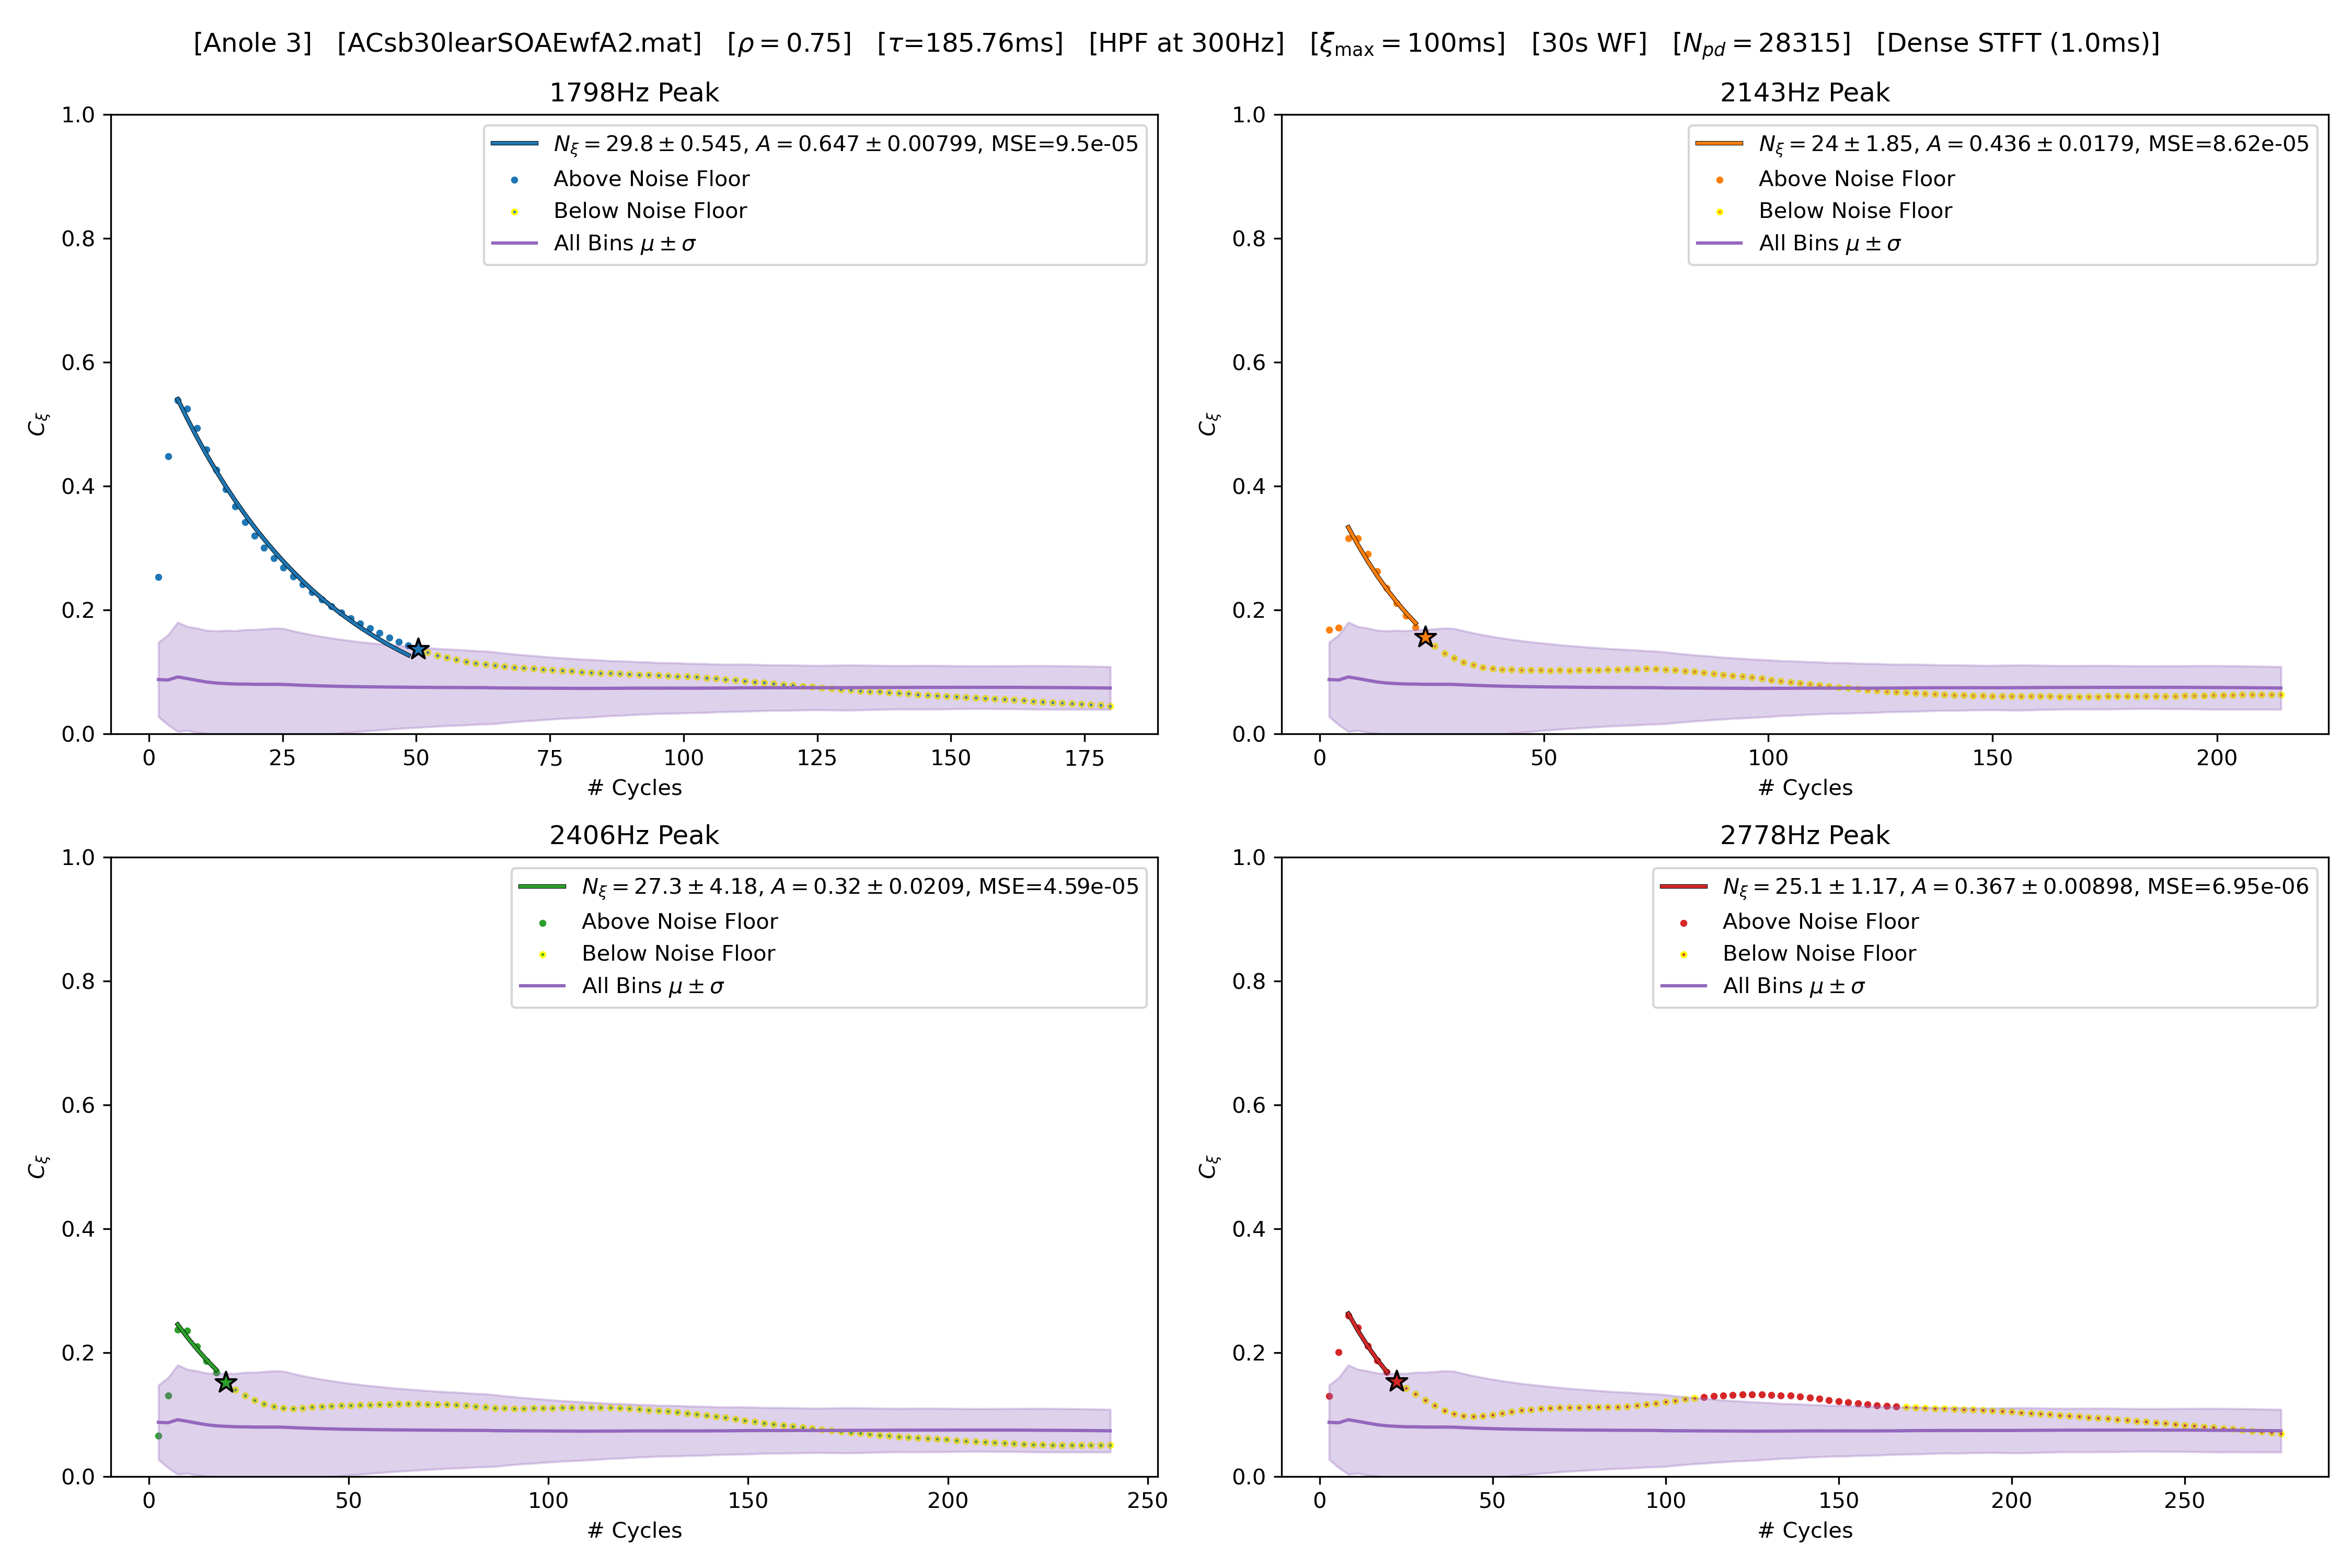 [Anole 3] [ACsb30learSOAEwfA2.mat] [ρ = 0.75] [τ=185.76ms] [HPF at 300Hz] [ξmax = 100ms] [30s WF] [Npd = 28315] [Dense STFT (1.0ms)]
1798Hz Peak
1.0
0.8
0.6
0.4
0.2
0.0
Cξ
Nξ = 29.8 ± 0.545, A = 0.647 ± 0.00799, MSE=9.5e-05
Above Noise Floor
Below Noise Floor
All Bins μ ± σ
0 25 50 75 100 125 150 175
# Cycles
2143Hz Peak
1.0
0.8
0.6
0.4
0.2
0.0
Cξ
Nξ = 24 ± 1.85, A = 0.436 ± 0.0179, MSE=8.62e-05
Above Noise Floor
Below Noise Floor
All Bins μ ± σ
0 50 100 150 200
# Cycles
2406Hz Peak
1.0
0.8
0.6
0.4
0.2
0.0
Cξ
Nξ = 27.3 ± 4.18, A = 0.32 ± 0.0209, MSE=4.59e-05
Above Noise Floor
Below Noise Floor
All Bins μ ± σ
0 50 100 150 200 250
# Cycles
2778Hz Peak
1.0
0.8
0.6
0.4
0.2
0.0
Cξ
Nξ = 25.1 ± 1.17, A = 0.367 ± 0.00898, MSE=6.95e-06
Above Noise Floor
Below Noise Floor
All Bins μ ± σ
0 50 100 150 200 250
# Cycles